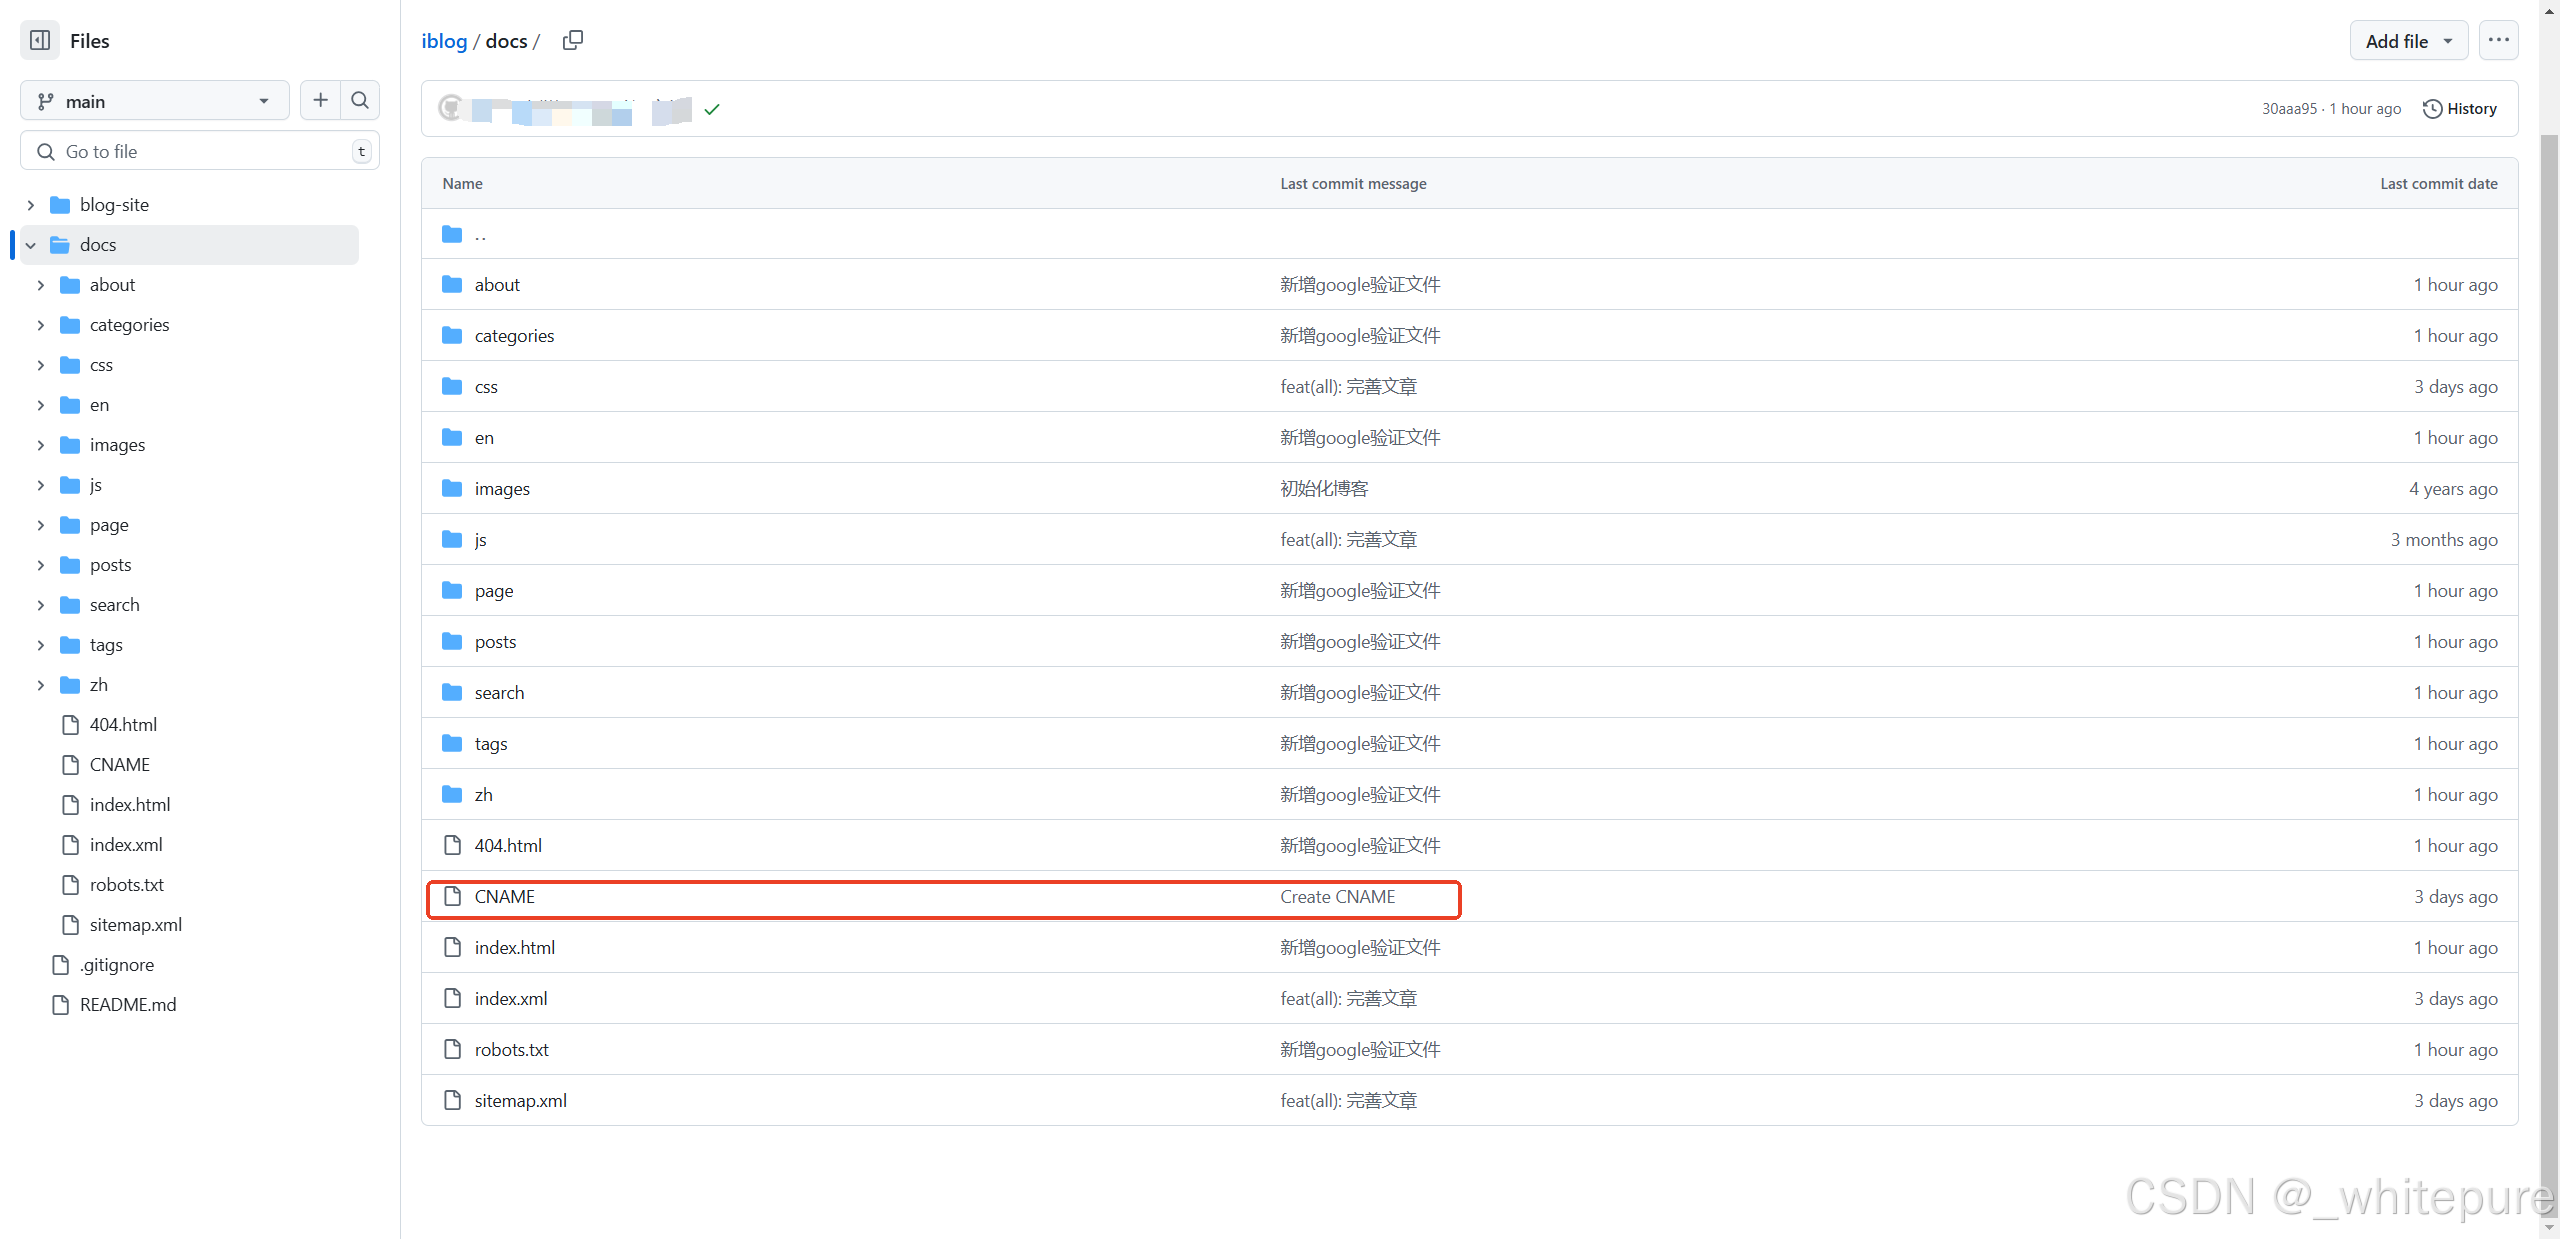 Files
main
Go to file
t
blog-site
docs
about
categories
css
en
images
js
page
posts
search
tags
zh
404.html
CNAME
index.html
index.xml
robots.txt
sitemap.xml
.gitignore
README.md
iblog / docs /
Add file
30aaa95 · 1 hour ago
History
Name Last commit message Last commit date
..
about 新增google验证文件 1 hour ago
categories 新增google验证文件 1 hour ago
css feat(all): 完善文章 3 days ago
en 新增google验证文件 1 hour ago
images 初始化博客 4 years ago
js feat(all): 完善文章 3 months ago
page 新增google验证文件 1 hour ago
posts 新增google验证文件 1 hour ago
search 新增google验证文件 1 hour ago
tags 新增google验证文件 1 hour ago
zh 新增google验证文件 1 hour ago
404.html 新增google验证文件 1 hour ago
CNAME Create CNAME 3 days ago
index.html 新增google验证文件 1 hour ago
index.xml feat(all): 完善文章 3 days ago
robots.txt 新增google验证文件 1 hour ago
sitemap.xml feat(all): 完善文章 3 days ago
CSDN @_whitepure